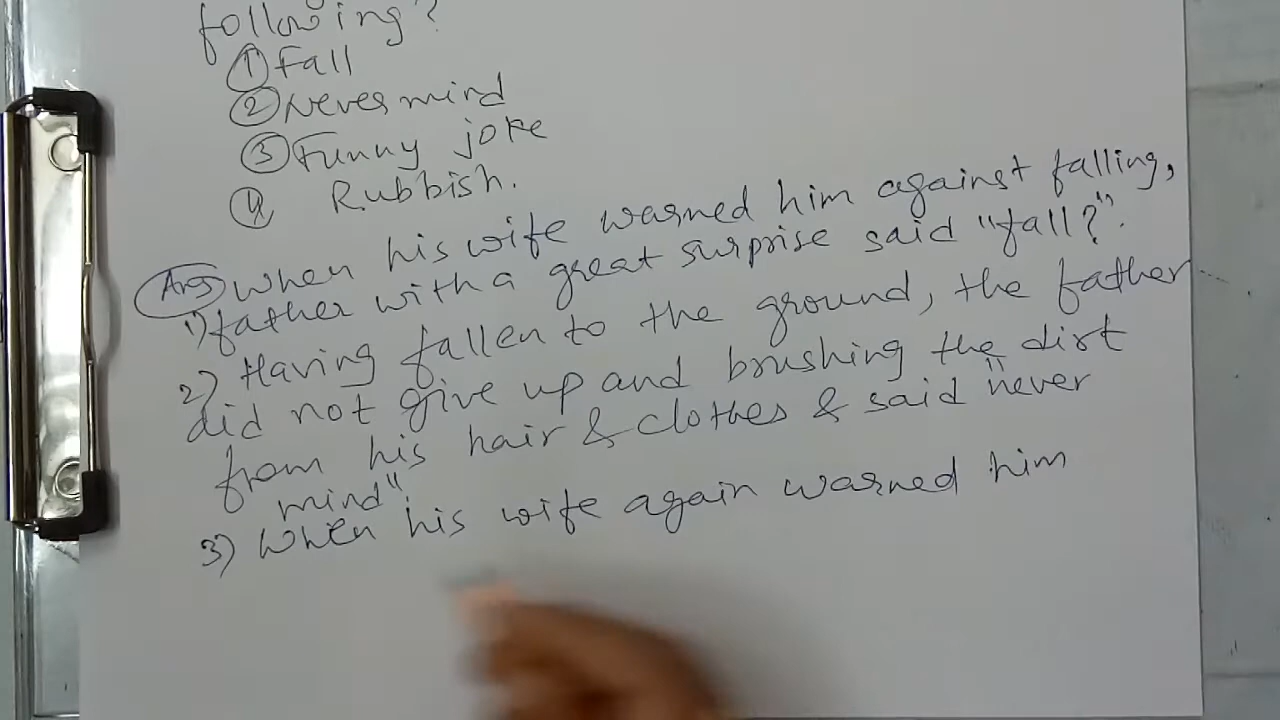 following?
① Fall
② Never mind
③ Funny joke
④ Rubbish.
Ans When his wife warned him against falling,
1) father with a great surprise said "fall?".
2) Having fallen to the ground, the father
did not give up and brushing the dirt
from his hair & clothes & said "never
mind".
3) When his wife again warned him